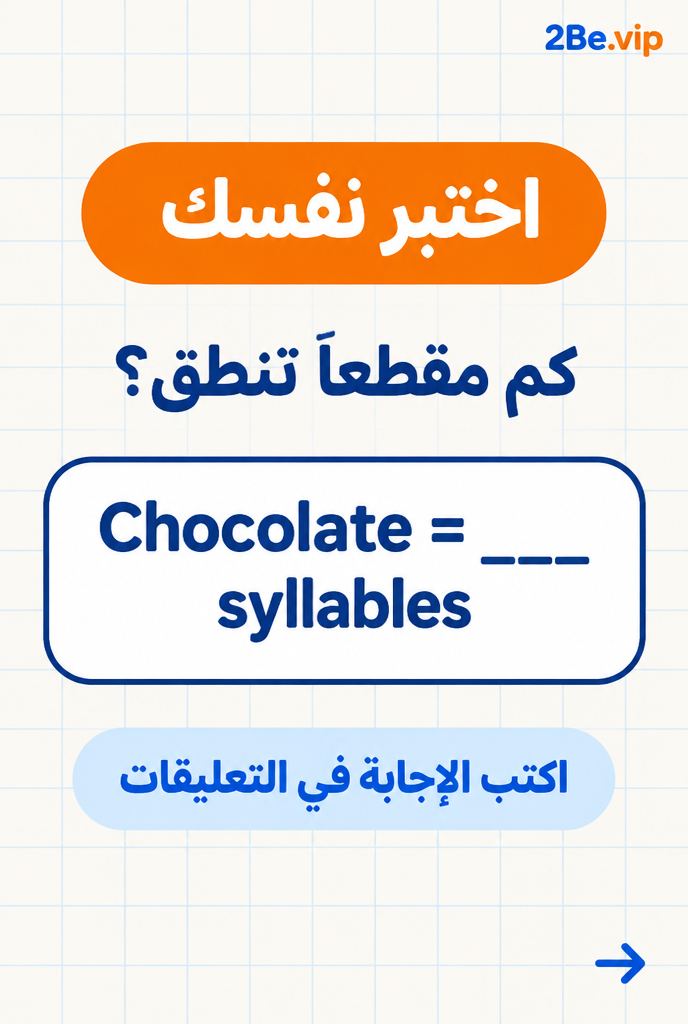 2Be.vip
اختبر نفسك
كم مقطعاَ تنطق؟
Chocolate = ___
syllables
اكتب الإجابة في التعليقات